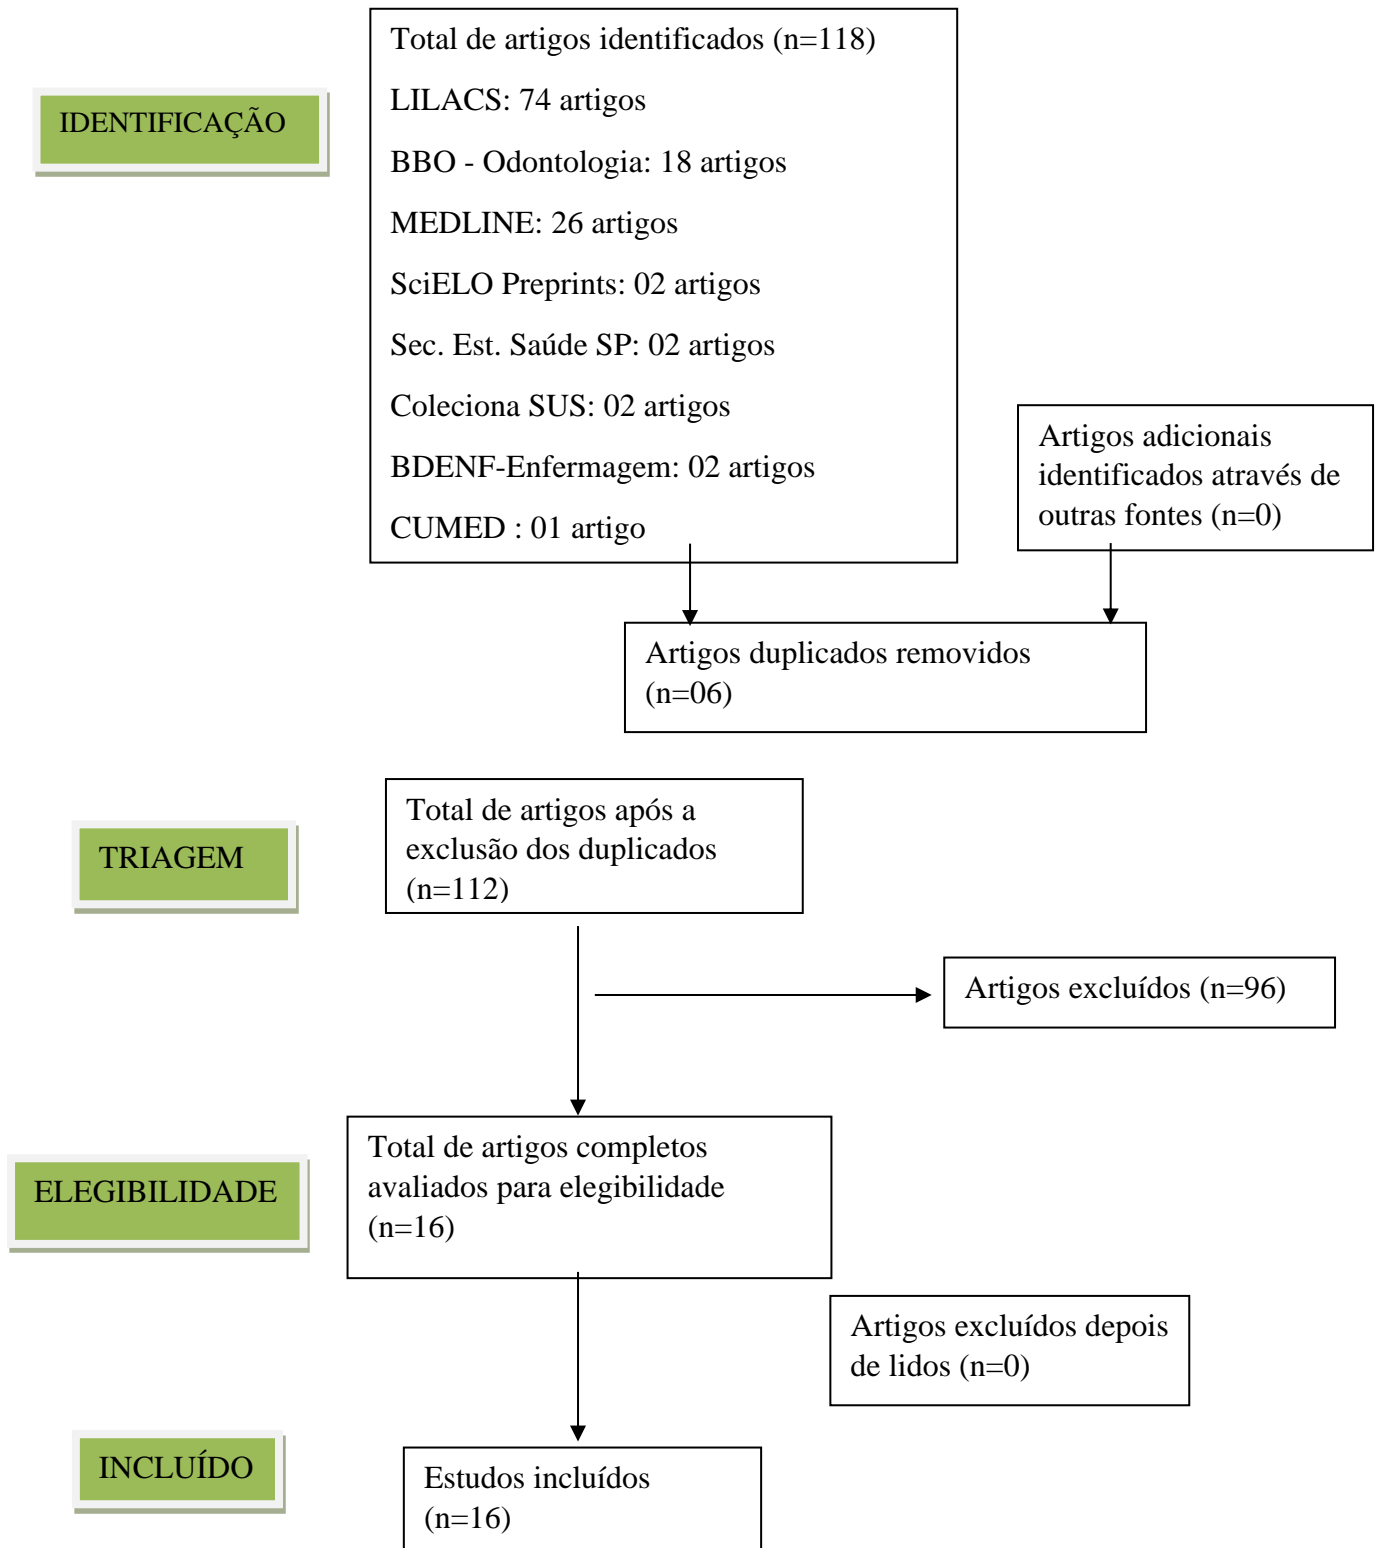 IDENTIFICAÇÃO
Total de artigos identificados (n=118)
LILACS: 74 artigos
BBO - Odontologia: 18 artigos
MEDLINE: 26 artigos
SciELO Preprints: 02 artigos
Sec. Est. Saúde SP: 02 artigos
Coleciona SUS: 02 artigos
BDENF-Enfermagem: 02 artigos
CUMED : 01 artigo
Artigos adicionais
identificados através de
outras fontes (n=0)
Artigos duplicados removidos
(n=06)
TRIAGEM
Total de artigos após a
exclusão dos duplicados
(n=112)
Artigos excluídos (n=96)
ELEGIBILIDADE
Total de artigos completos
avaliados para elegibilidade
(n=16)
Artigos excluídos depois
de lidos (n=0)
INCLUÍDO
Estudos incluídos
(n=16)